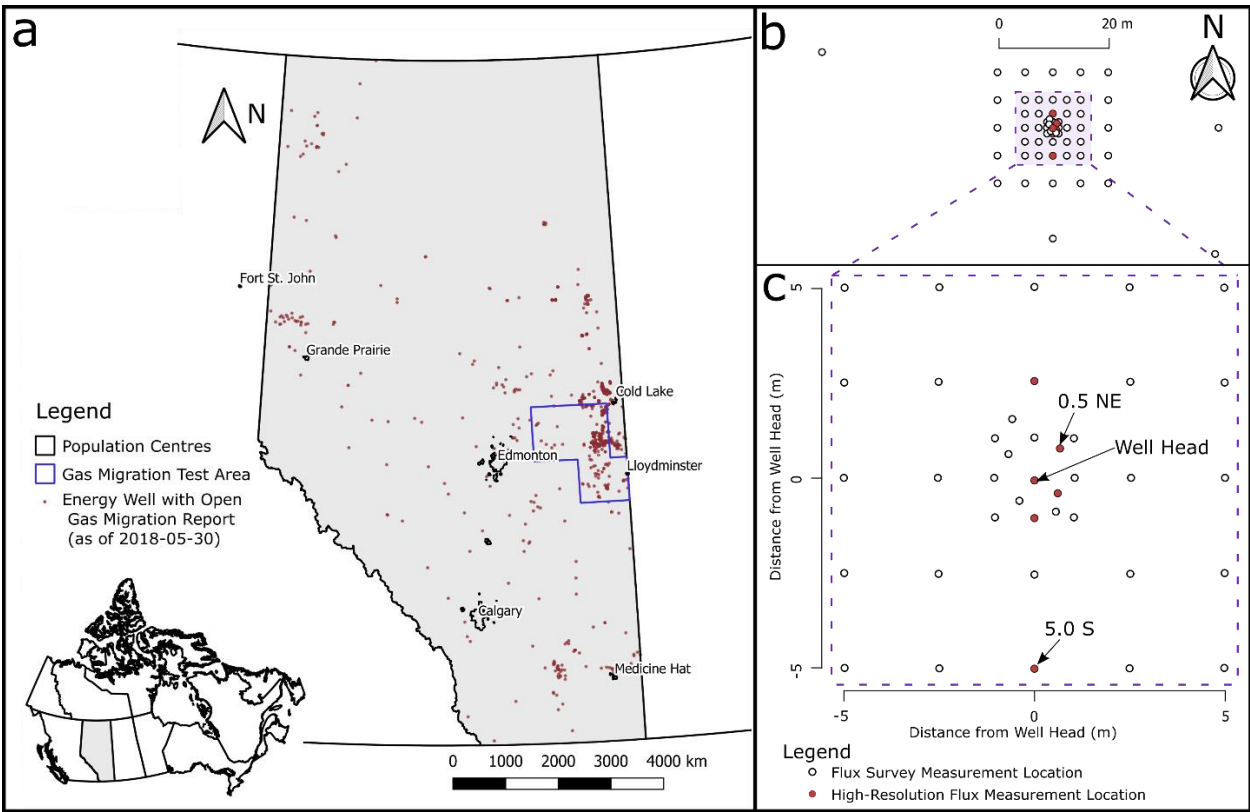 a
N
Fort St. John
Grande Prairie
Cold Lake
Edmonton
Lloydminster
Calgary
Medicine Hat
Legend
Population Centres
Gas Migration Test Area
Energy Well with Open
Gas Migration Report
(as of 2018-05-30)
0 1000 2000 3000 4000 km
b
0 20 m
N
c
5
0
-5
Distance from Well Head (m)
0.5 NE
Well Head
5.0 S
-5 0 5
Distance from Well Head (m)
Legend
Flux Survey Measurement Location
High-Resolution Flux Measurement Location